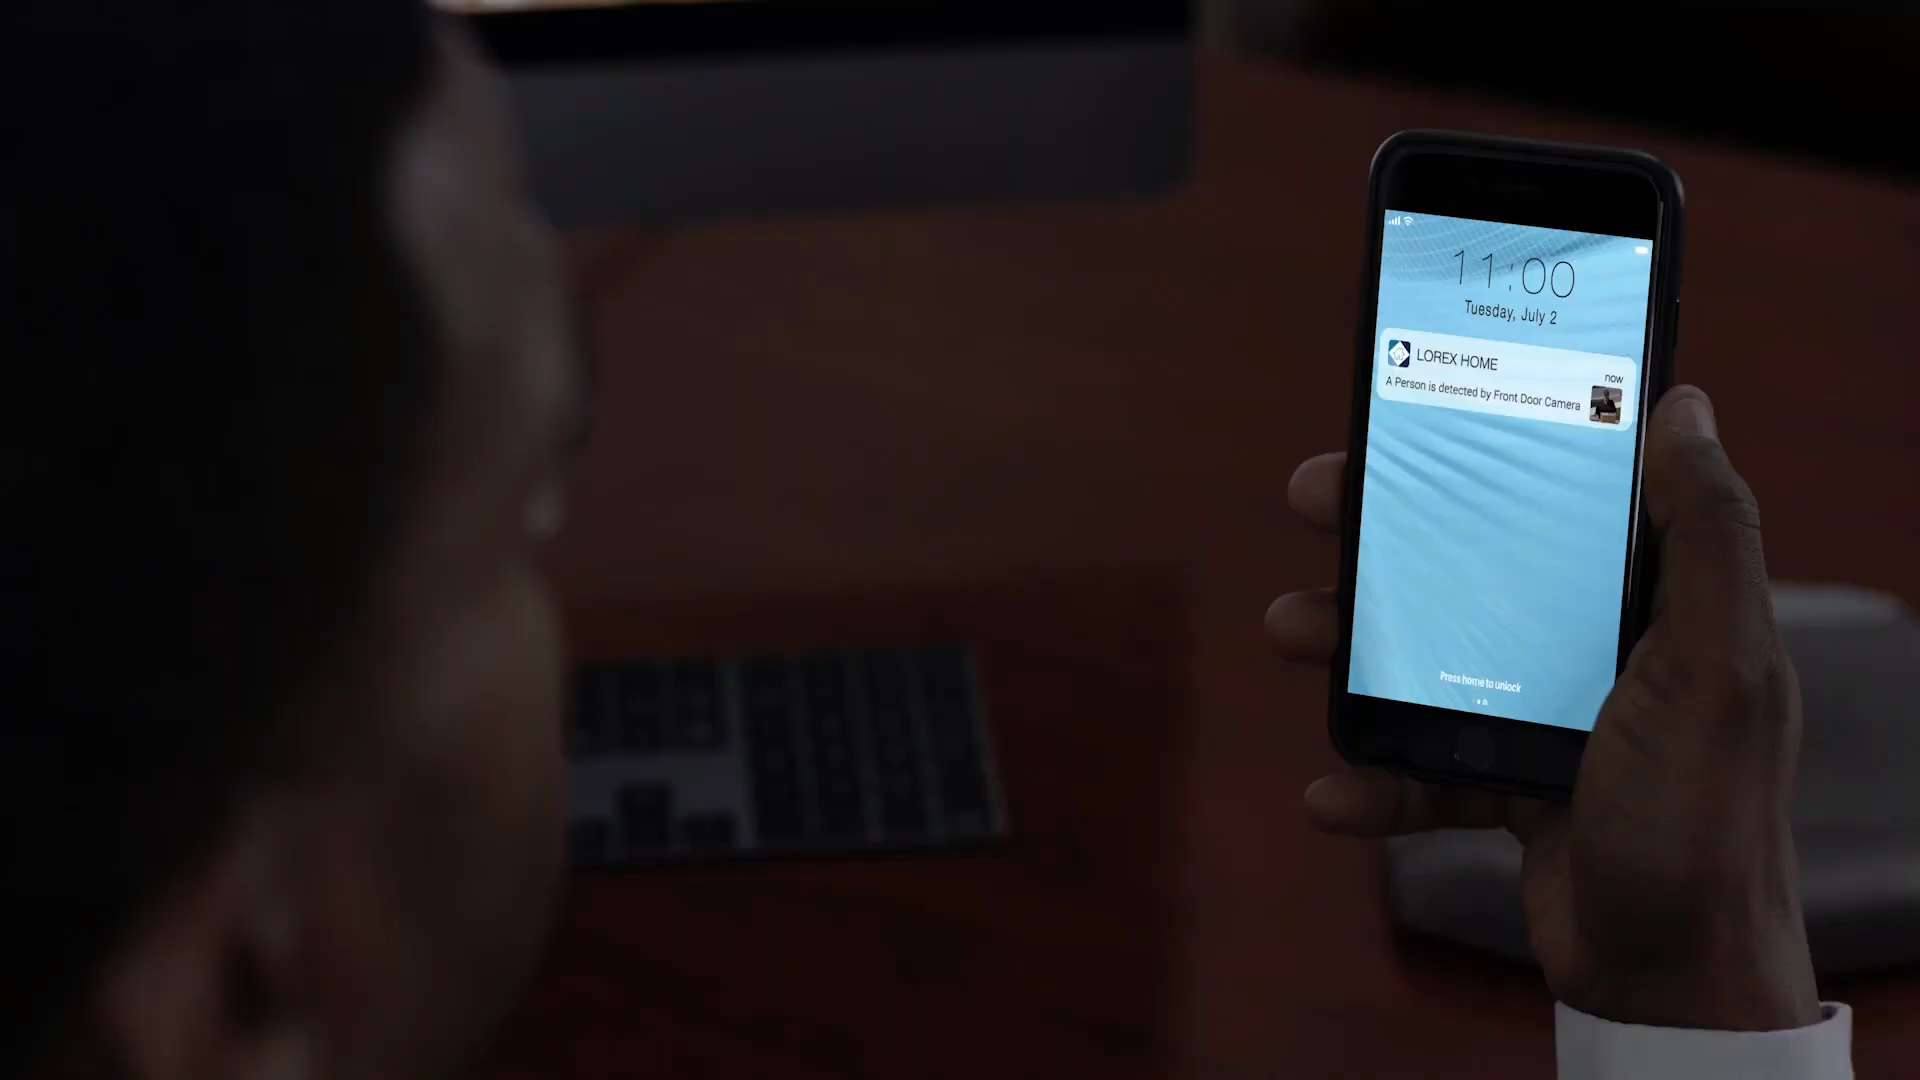 11:00
Tuesday, July 2
LOREX HOME
now
A Person is detected by Front Door Camera
Press home to unlock